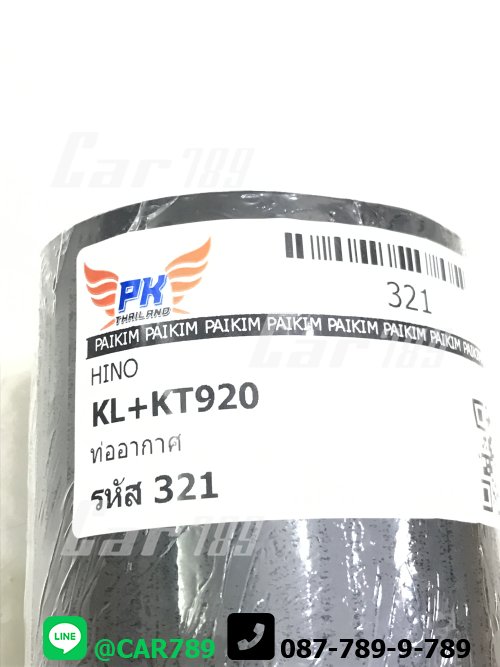 Car789
PK
THAILAND
321
PAIKIM PAIKIM PAIKIM PAIKIM PAIKIM PAIKIM PAIKIM
HINO
Car789
KL+KT920
ท่ออากาศ
รหัส 321
Car789
LINE @CAR789 087-789-9-789